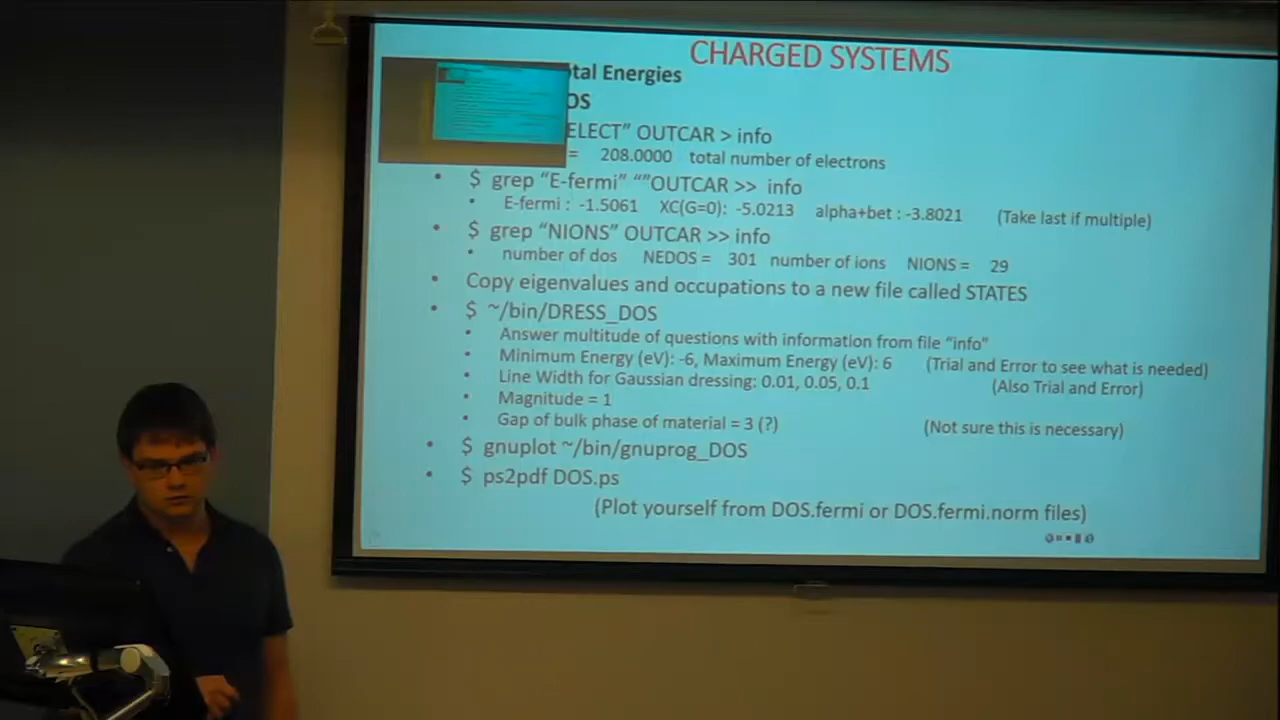 CHARGED SYSTEMS
tal Energies
OS
ELECT” OUTCAR > info
= 208.0000 total number of electrons
• $ grep “E-fermi” “”OUTCAR >> info
• E-fermi : -1.5061 XC(G=0): -5.0213 alpha+bet : -3.8021 (Take last if multiple)
• $ grep “NIONS” OUTCAR >> info
• number of dos NEDOS = 301 number of ions NIONS = 29
• Copy eigenvalues and occupations to a new file called STATES
• $ ~/bin/DRESS_DOS
• Answer multitude of questions with information from file “info”
• Minimum Energy (eV): -6, Maximum Energy (eV): 6 (Trial and Error to see what is needed)
• Line Width for Gaussian dressing: 0.01, 0.05, 0.1 (Also Trial and Error)
• Magnitude = 1
• Gap of bulk phase of material = 3 (?) (Not sure this is necessary)
• $ gnuplot ~/bin/gnuprog_DOS
• $ ps2pdf DOS.ps
(Plot yourself from DOS.fermi or DOS.fermi.norm files)